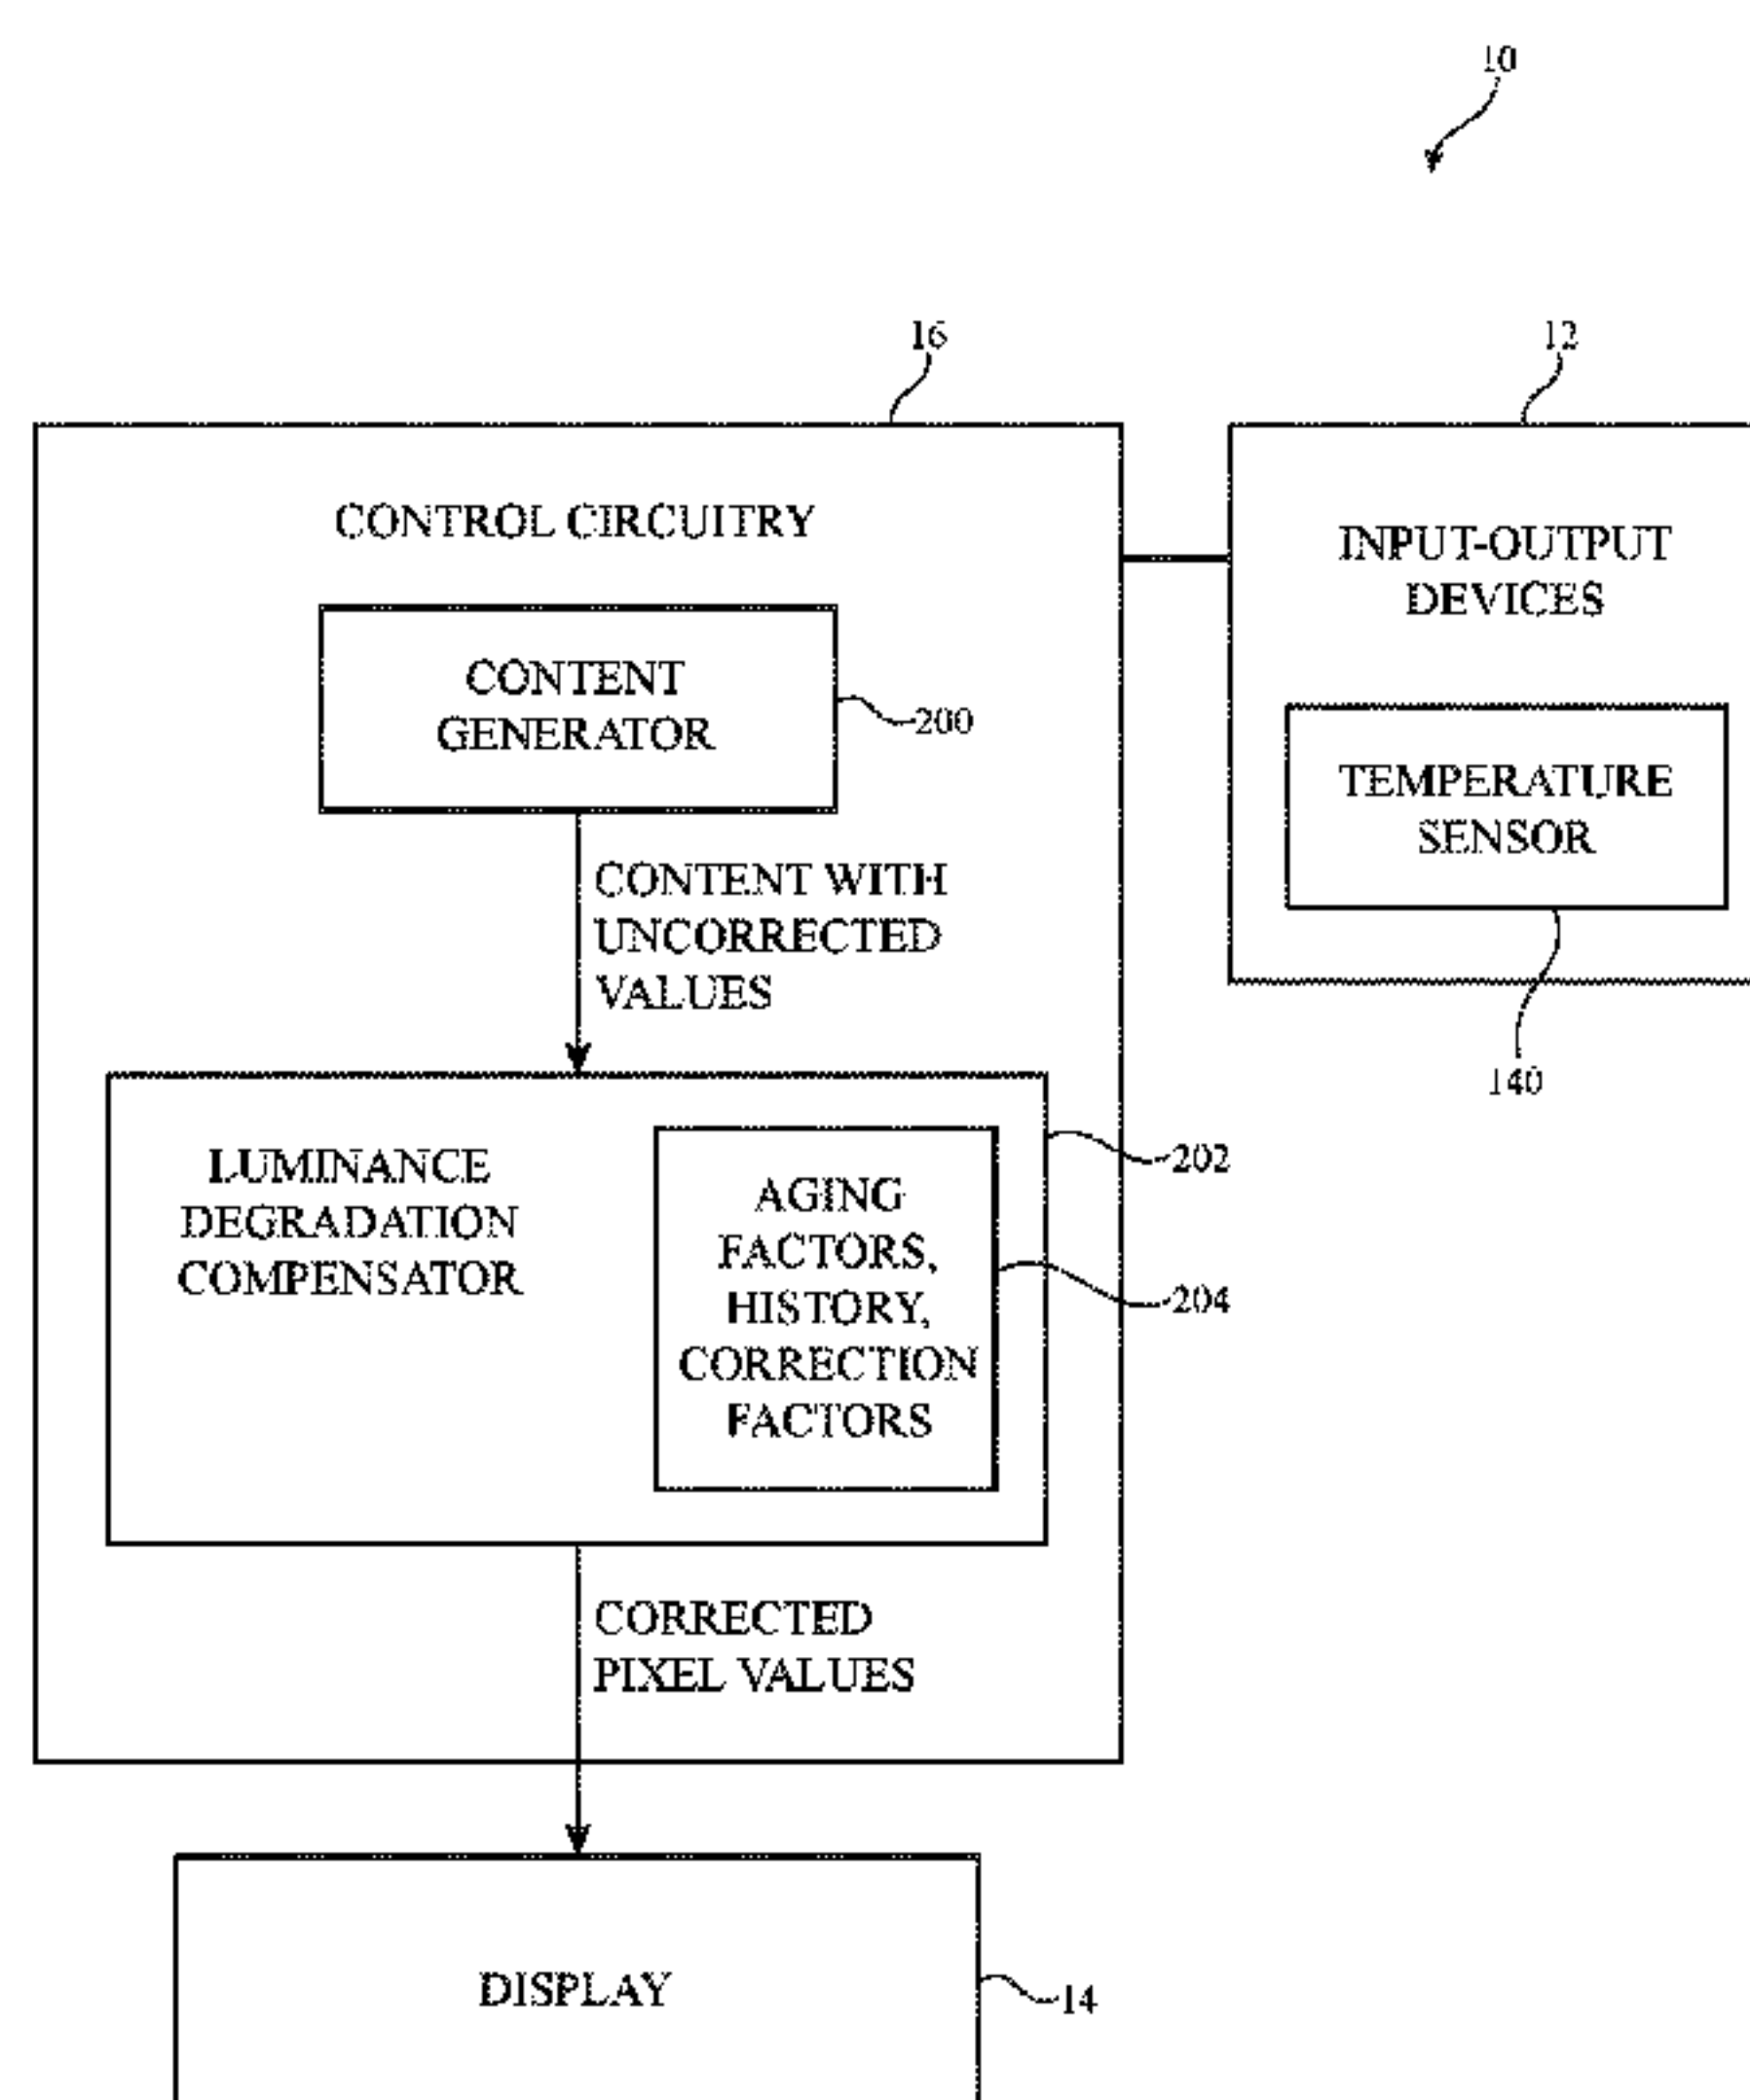 10
16
12
CONTROL CIRCUITRY
INPUT-OUTPUT
DEVICES
CONTENT
GENERATOR
200
TEMPERATURE
SENSOR
140
CONTENT WITH
UNCORRECTED
VALUES
LUMINANCE
DEGRADATION
COMPENSATOR
AGING
FACTORS,
HISTORY,
CORRECTION
FACTORS
202
204
CORRECTED
PIXEL VALUES
DISPLAY
14